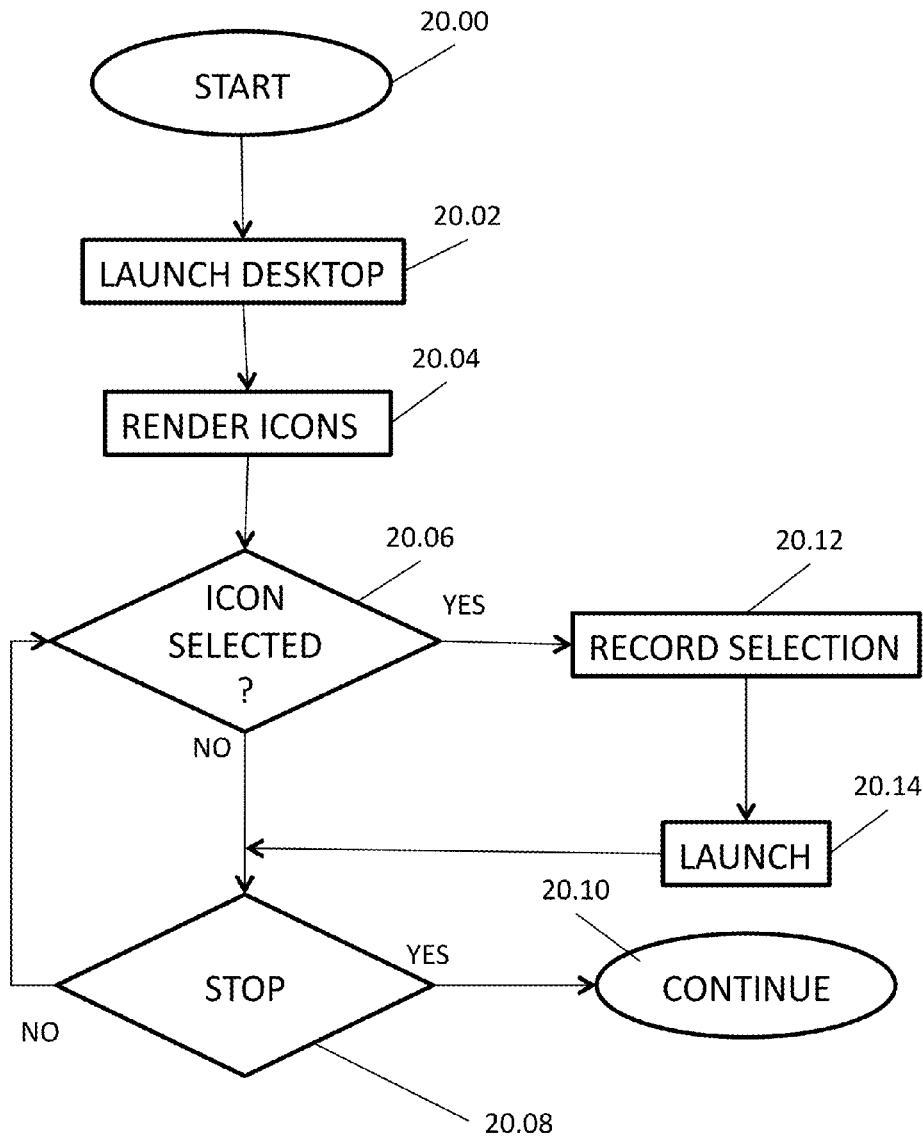 20.00
START
20.02
LAUNCH DESKTOP
20.04
RENDER ICONS
20.06
ICON
SELECTED
?
YES
NO
20.12
RECORD SELECTION
20.14
LAUNCH
20.10
CONTINUE
STOP
YES
NO
20.08